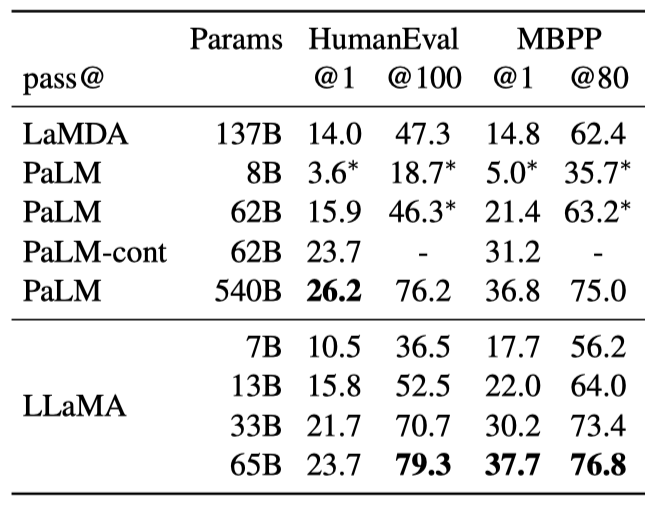 Params HumanEval MBPP
pass@ @1 @100 @1 @80
LaMDA 137B 14.0 47.3 14.8 62.4
PaLM 8B 3.6* 18.7* 5.0* 35.7*
PaLM 62B 15.9 46.3* 21.4 63.2*
PaLM-cont 62B 23.7 - 31.2 -
PaLM 540B 26.2 76.2 36.8 75.0
7B 10.5 36.5 17.7 56.2
13B 15.8 52.5 22.0 64.0
LLaMA
33B 21.7 70.7 30.2 73.4
65B 23.7 79.3 37.7 76.8